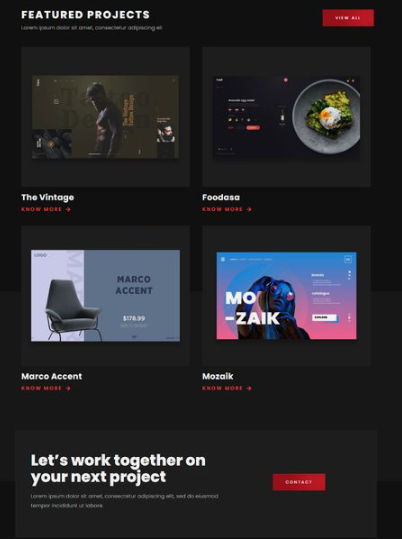 FEATURED PROJECTS
VIEW ALL
Lorem ipsum dolor sit amet, consectetur adipiscing elit
The Vintage
KNOW MORE →
Foodasa
KNOW MORE →
LOGO
MARCO
ACCENT
$178.99
MO
-ZAIK
Marco Accent
KNOW MORE →
Mozaik
KNOW MORE →
Let's work together on
your next project
CONTACT
Lorem ipsum dolor sit amet, consectetur adipiscing elit, sed do eiusmod
tempor incididunt ut labore.